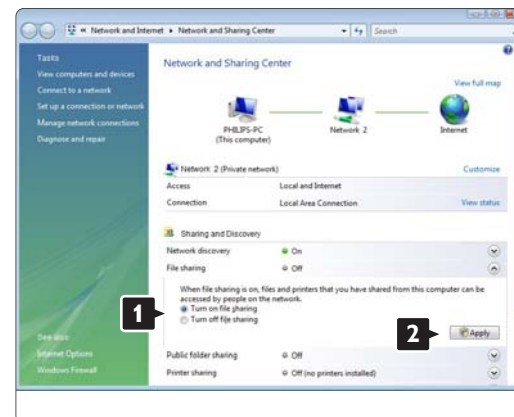 Network and Internet
Network and Sharing Center
Search
Tasks
View computers and devices
Connect to a network
Set up a connection or network
Manage network connections
Diagnose and repair
See also
Internet Options
Windows Firewall
Network and Sharing Center
View full map
PHILIPS-PC
(This computer)
Network 2
Internet
Network 2 (Private network)
Customize
Access Local and Internet
Connection Local Area Connection View status
Sharing and Discovery
Network discovery On
File sharing Off
When file sharing is on, files and printers that you have shared from this computer can be
accessed by people on the network.
1
Turn on file sharing
Turn off file sharing
2
Apply
Public folder sharing Off
Printer sharing Off (no printers installed)